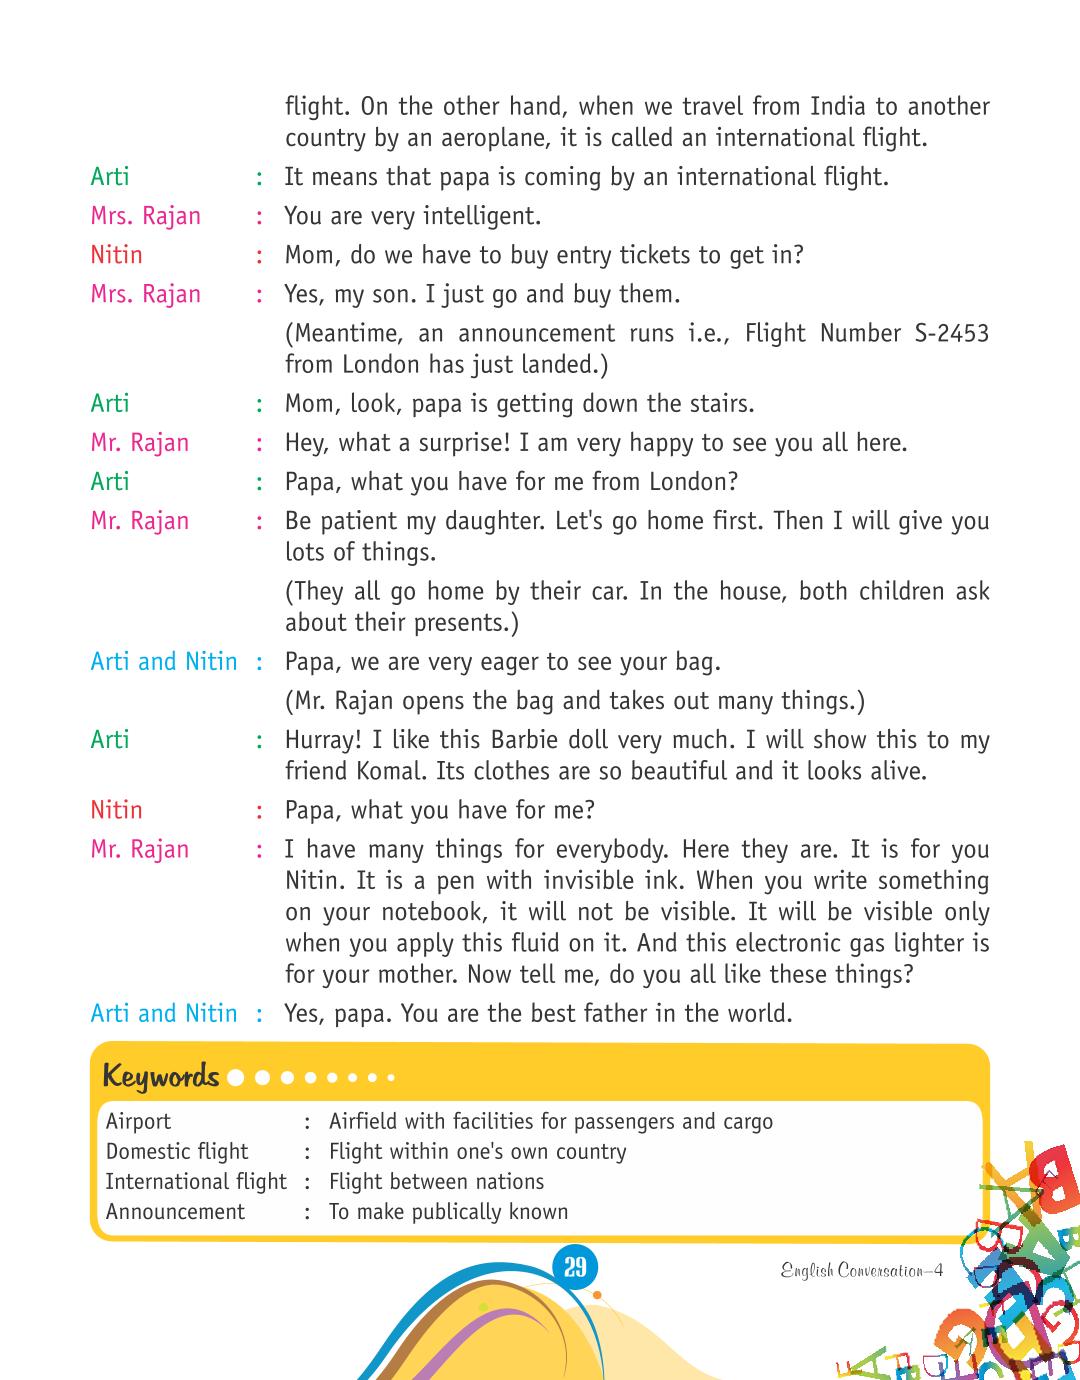 flight. On the other hand, when we travel from India to another
country by an aeroplane, it is called an international flight.
Arti : It means that papa is coming by an international flight.
Mrs. Rajan : You are very intelligent.
Nitin : Mom, do we have to buy entry tickets to get in?
Mrs. Rajan : Yes, my son. I just go and buy them.
(Meantime, an announcement runs i.e., Flight Number S-2453
from London has just landed.)
Arti : Mom, look, papa is getting down the stairs.
Mr. Rajan : Hey, what a surprise! I am very happy to see you all here.
Arti : Papa, what you have for me from London?
Mr. Rajan : Be patient my daughter. Let's go home first. Then I will give you
lots of things.
(They all go home by their car. In the house, both children ask
about their presents.)
Arti and Nitin : Papa, we are very eager to see your bag.
(Mr. Rajan opens the bag and takes out many things.)
Arti : Hurray! I like this Barbie doll very much. I will show this to my
friend Komal. Its clothes are so beautiful and it looks alive.
Nitin : Papa, what you have for me?
Mr. Rajan : I have many things for everybody. Here they are. It is for you
Nitin. It is a pen with invisible ink. When you write something
on your notebook, it will not be visible. It will be visible only
when you apply this fluid on it. And this electronic gas lighter is
for your mother. Now tell me, do you all like these things?
Arti and Nitin : Yes, papa. You are the best father in the world.
Keywords
Airport : Airfield with facilities for passengers and cargo
Domestic flight : Flight within one's own country
International flight : Flight between nations
Announcement : To make publically known
29
English Conversation–4